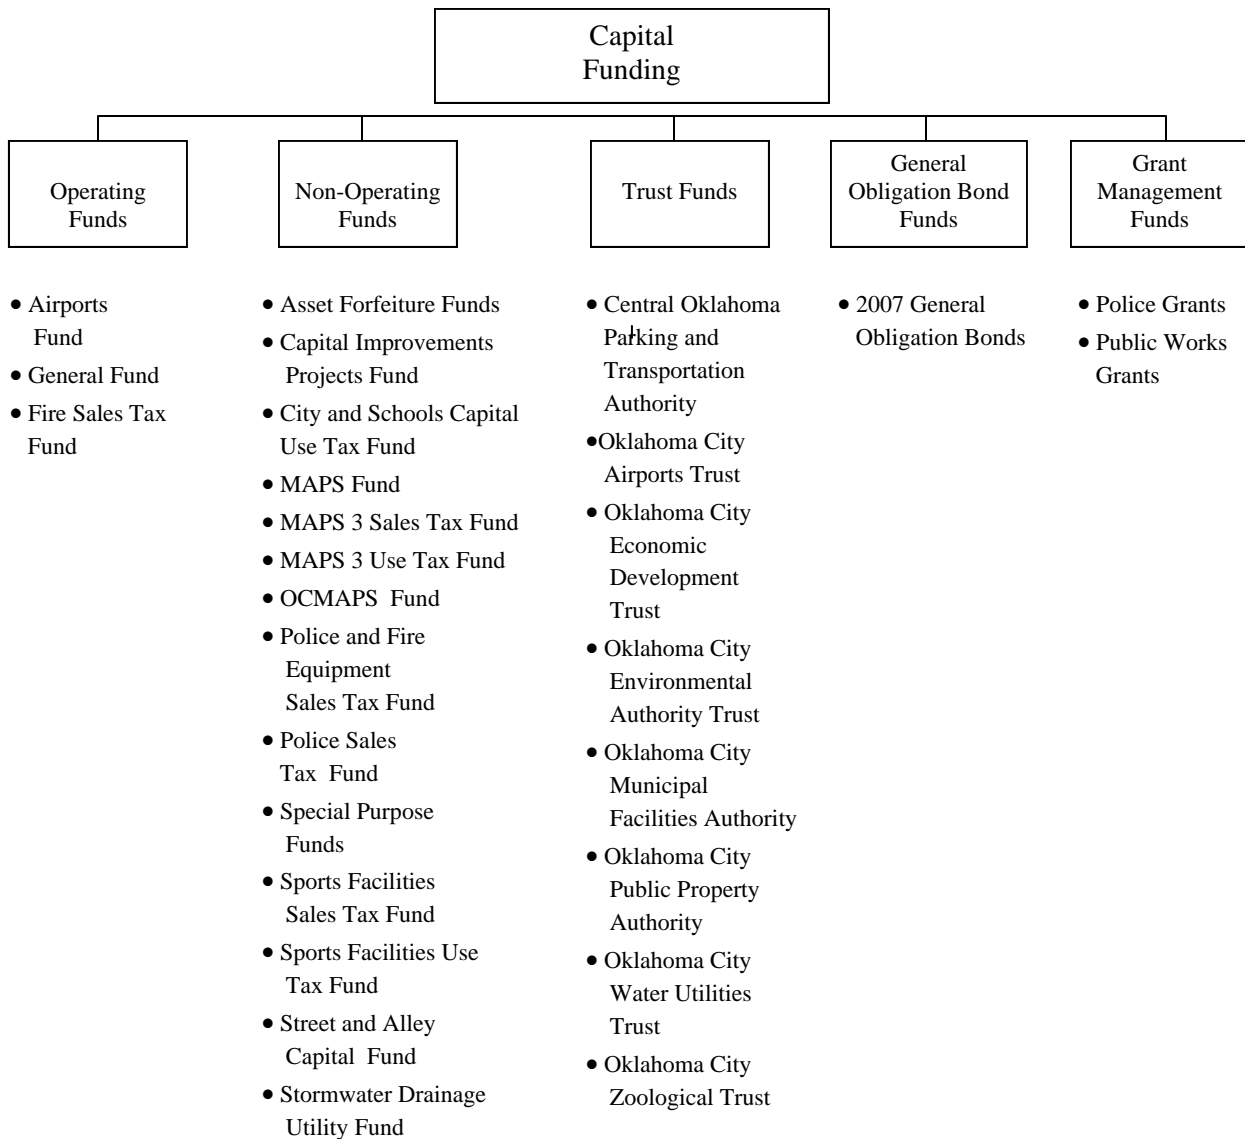 Capital
Funding
Operating
Funds
Non-Operating
Funds
Trust Funds
General
Obligation Bond
Funds
Grant
Management
Funds
• Airports
Fund
• General Fund
• Fire Sales Tax
Fund
• Asset Forfeiture Funds
• Capital Improvements
Projects Fund
• City and Schools Capital
Use Tax Fund
• MAPS Fund
• MAPS 3 Sales Tax Fund
• MAPS 3 Use Tax Fund
• OCMAPS Fund
• Police and Fire
Equipment
Sales Tax Fund
• Police Sales
Tax Fund
• Special Purpose
Funds
• Sports Facilities
Sales Tax Fund
• Sports Facilities Use
Tax Fund
• Street and Alley
Capital Fund
• Stormwater Drainage
Utility Fund
• Central Oklahoma
Parking and
Transportation
Authority
•Oklahoma City
Airports Trust
• Oklahoma City
Economic
Development
Trust
• Oklahoma City
Environmental
Authority Trust
• Oklahoma City
Municipal
Facilities Authority
• Oklahoma City
Public Property
Authority
• Oklahoma City
Water Utilities
Trust
• Oklahoma City
Zoological Trust
• 2007 General
Obligation Bonds
• Police Grants
• Public Works
Grants